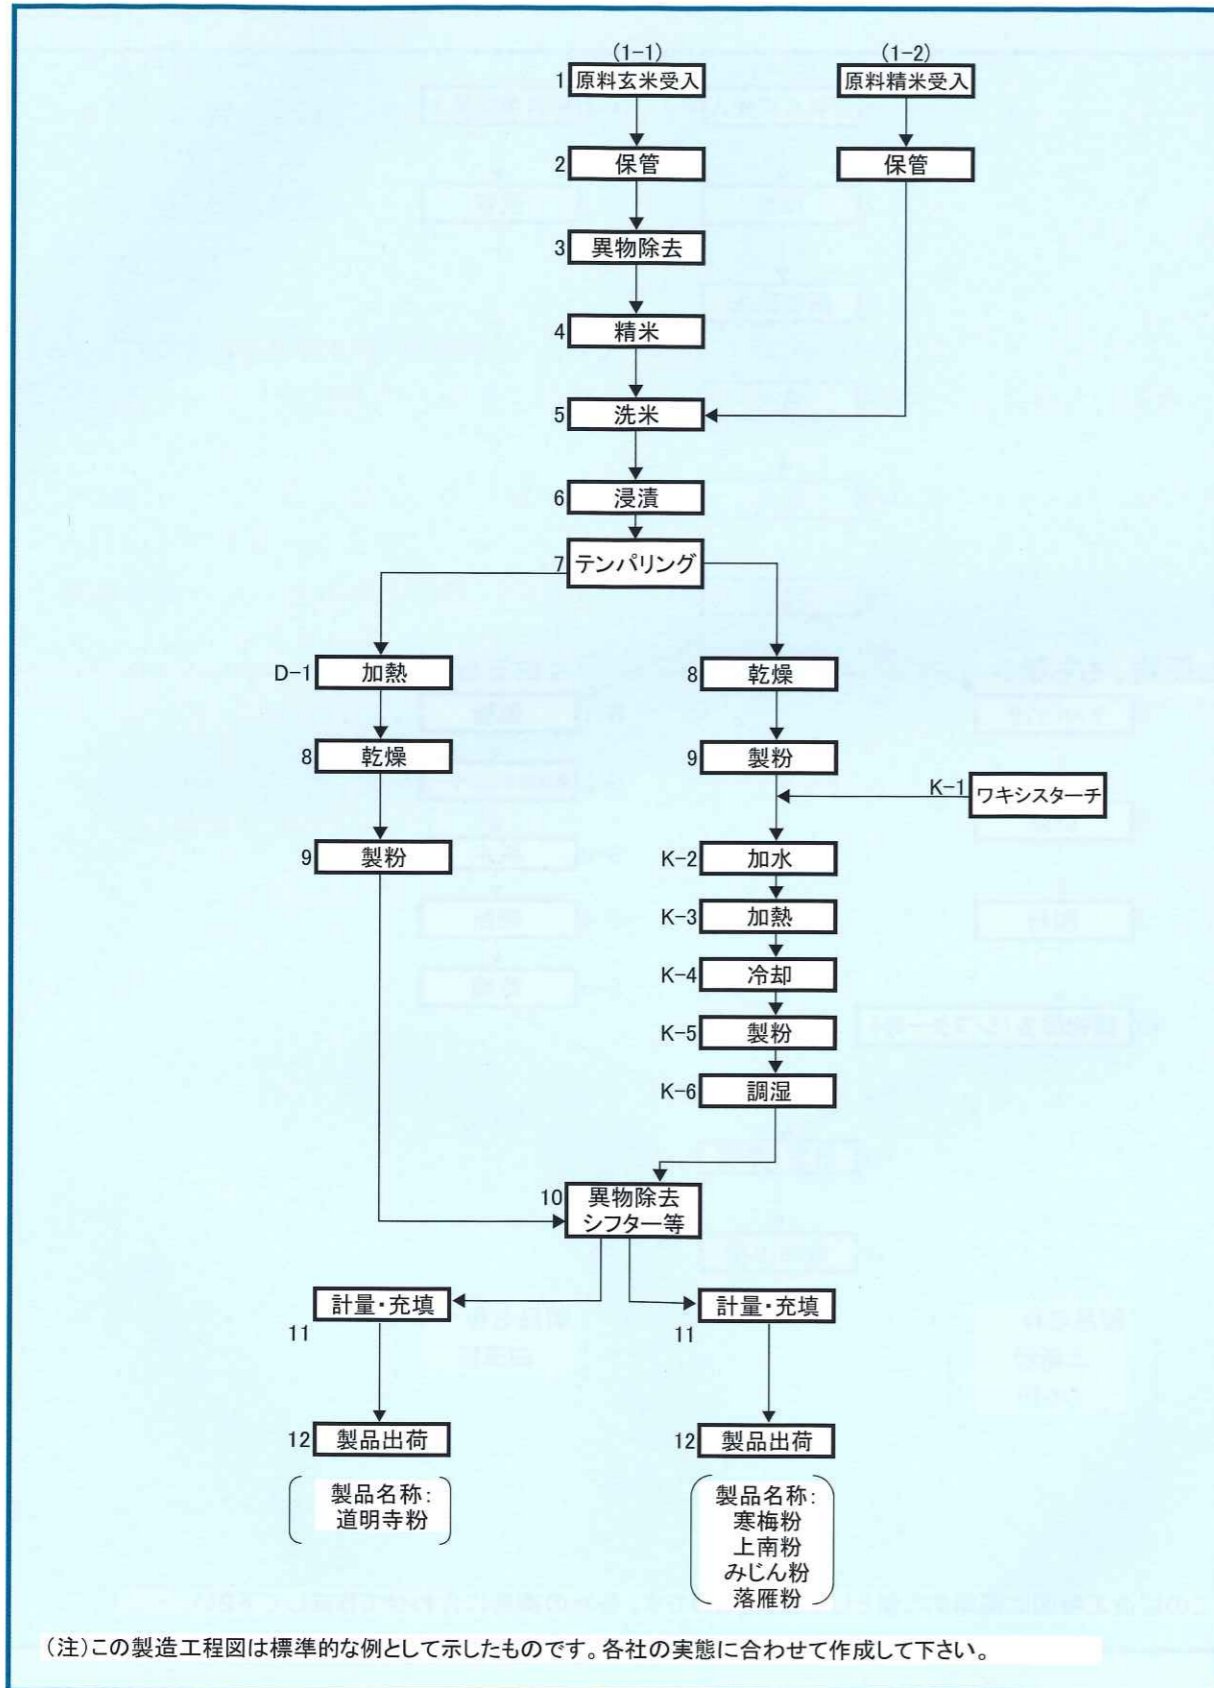 (1-1)
(1-2)
1 原料玄米受入
原料精米受入
2 保管
保管
3 異物除去
4 精米
5 洗米
6 浸漬
7 テンパリング
D-1 加熱
8 乾燥
8 乾燥
9 製粉
K-1 ワキシスターチ
9 製粉
K-2 加水
K-3 加熱
K-4 冷却
K-5 製粉
K-6 調湿
10 異物除去
シフター等
計量・充填
11
計量・充填
11
12 製品出荷
12 製品出荷
製品名称:
道明寺粉
製品名称:
寒梅粉
上南粉
みじん粉
落雁粉
(注)この製造工程図は標準的な例として示したものです。各社の実態に合わせて作成して下さい。